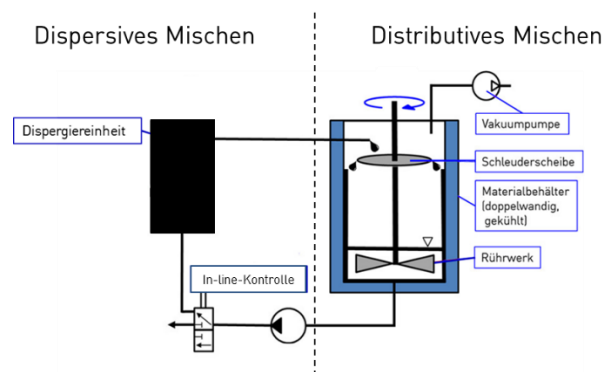 Dispersives Mischen
Distributives Mischen
Dispergiereinheit
Vakuumpumpe
Schleuderscheibe
Materialbehälter
(doppelwandig,
gekühlt)
Rührwerk
In-line-Kontrolle